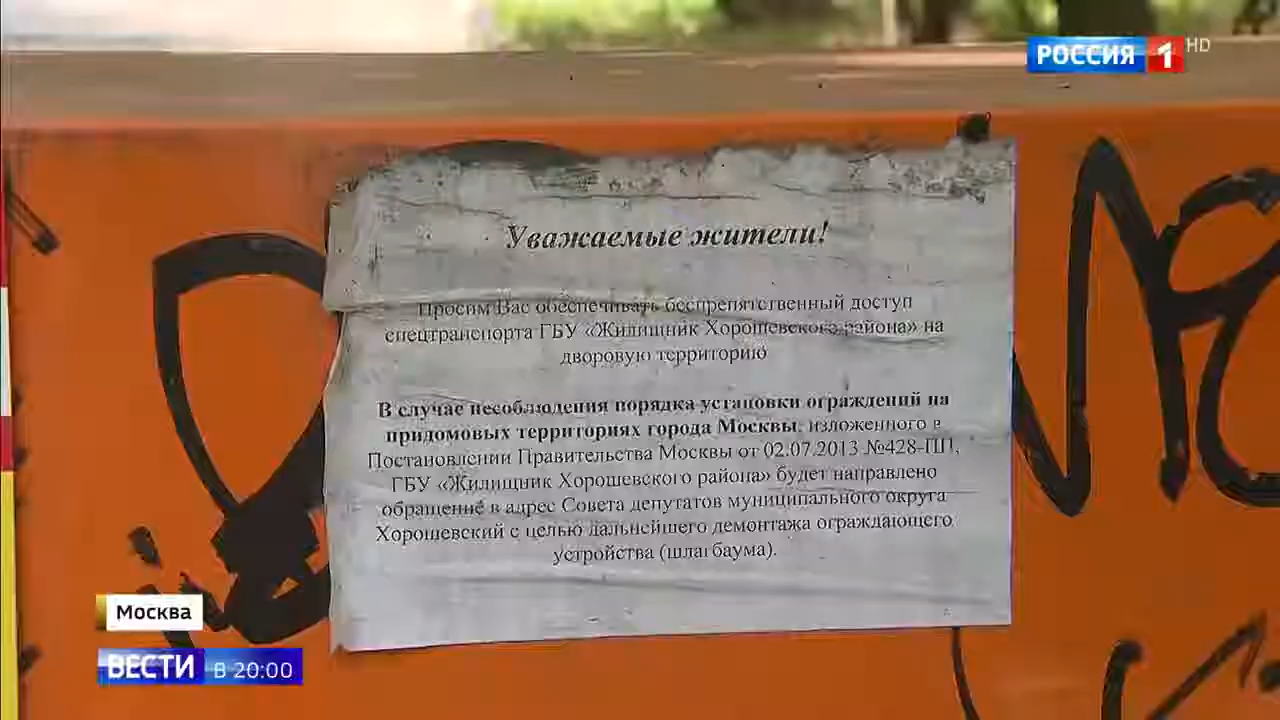 РОССИЯ 1 HD
Уважаемые жители!
Просим Вас обеспечивать беспрепятственный доступ
спецтранспорта ГБУ «Жилищник Хорошевского района» на
дворовую территорию
В случае несоблюдения порядка установки ограждений на
придомовых территориях города Москвы, изложенного в
Постановлении Правительства Москвы от 02.07.2013 №428-ПП,
ГБУ «Жилищник Хорошевского района» будет направлено
обращение в адрес Совета депутатов муниципального округа
Хорошевский с целью дальнейшего демонтажа ограждающего
устройства (шлагбаума).
Москва
ВЕСТИ В 20:00